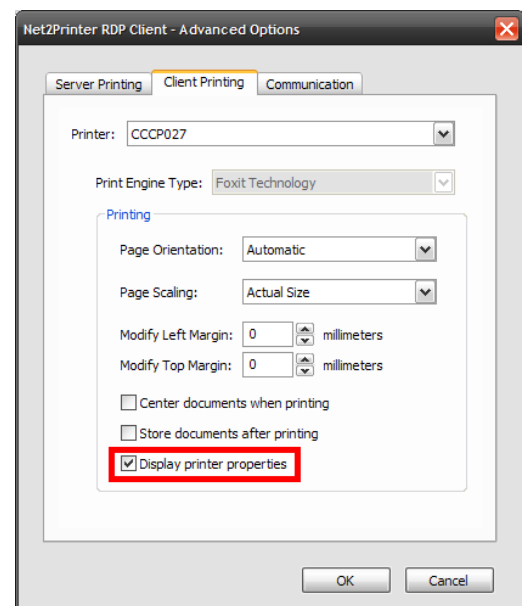 Net2Printer RDP Client - Advanced Options
Server Printing Client Printing Communication
Printer: CCCP027
Print Engine Type: Foxit Technology
Printing
Page Orientation: Automatic
Page Scaling: Actual Size
Modify Left Margin: 0 millimeters
Modify Top Margin: 0 millimeters
Center documents when printing
Store documents after printing
Display printer properties
OK Cancel